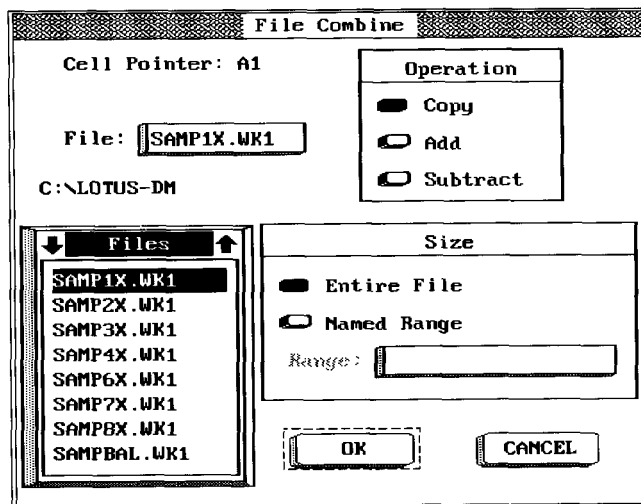 File Combine
Cell Pointer: A1
File: SAMP1X.WK1
C:\LOTUS-DM
Operation
Copy
Add
Subtract
Files
SAMP1X.WK1
SAMP2X.WK1
SAMP3X.WK1
SAMP4X.WK1
SAMP6X.WK1
SAMP7X.WK1
SAMP8X.WK1
SAMPBAL.WK1
Size
Entire File
Named Range
Range:
OK
CANCEL